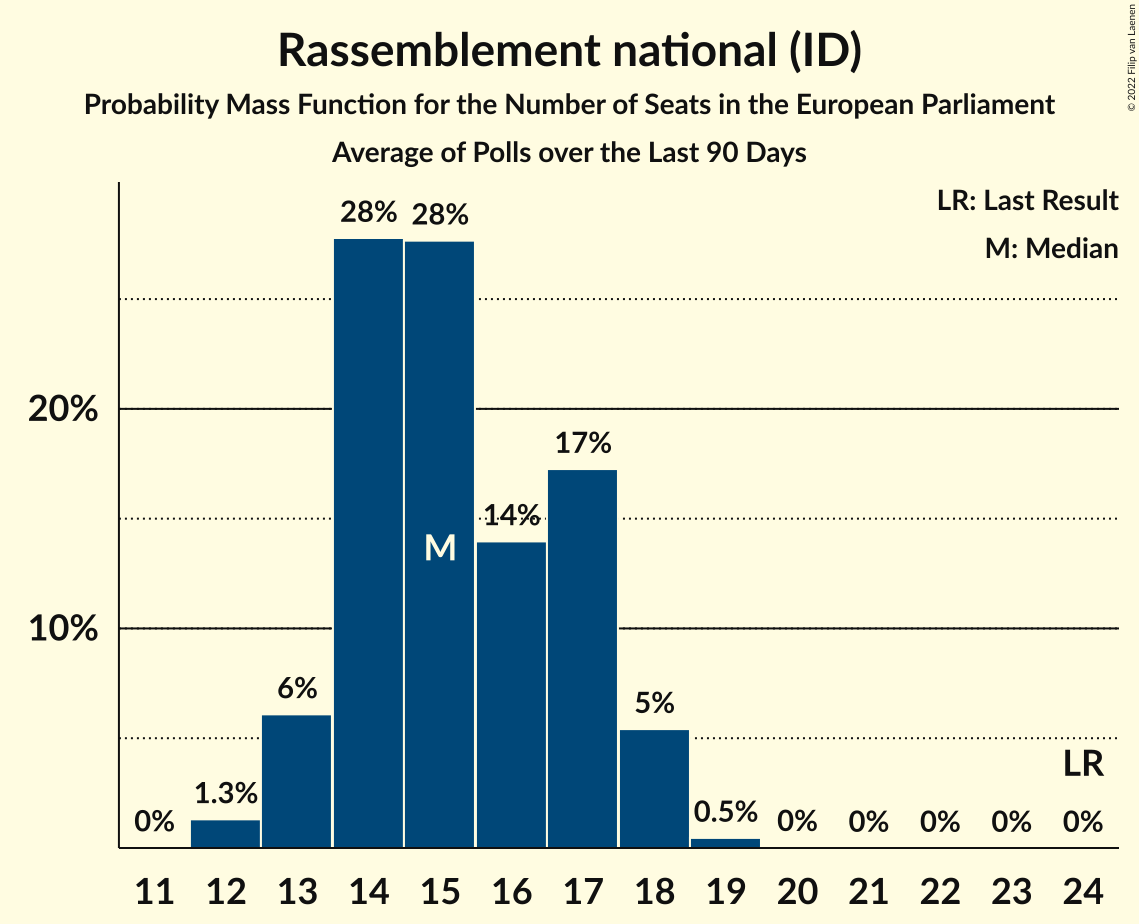 Rassemblement national (ID)
Probability Mass Function for the Number of Seats in the European Parliament
Average of Polls over the Last 90 Days
© 2022 Filip van Laenen
LR: Last Result
M: Median
28%
28%
20%
17%
14%
M
10%
6%
5%
LR
1.3%
0%
0.5%
0%
0%
0%
0%
0%
11 12 13 14 15 16 17 18 19 20 21 22 23 24